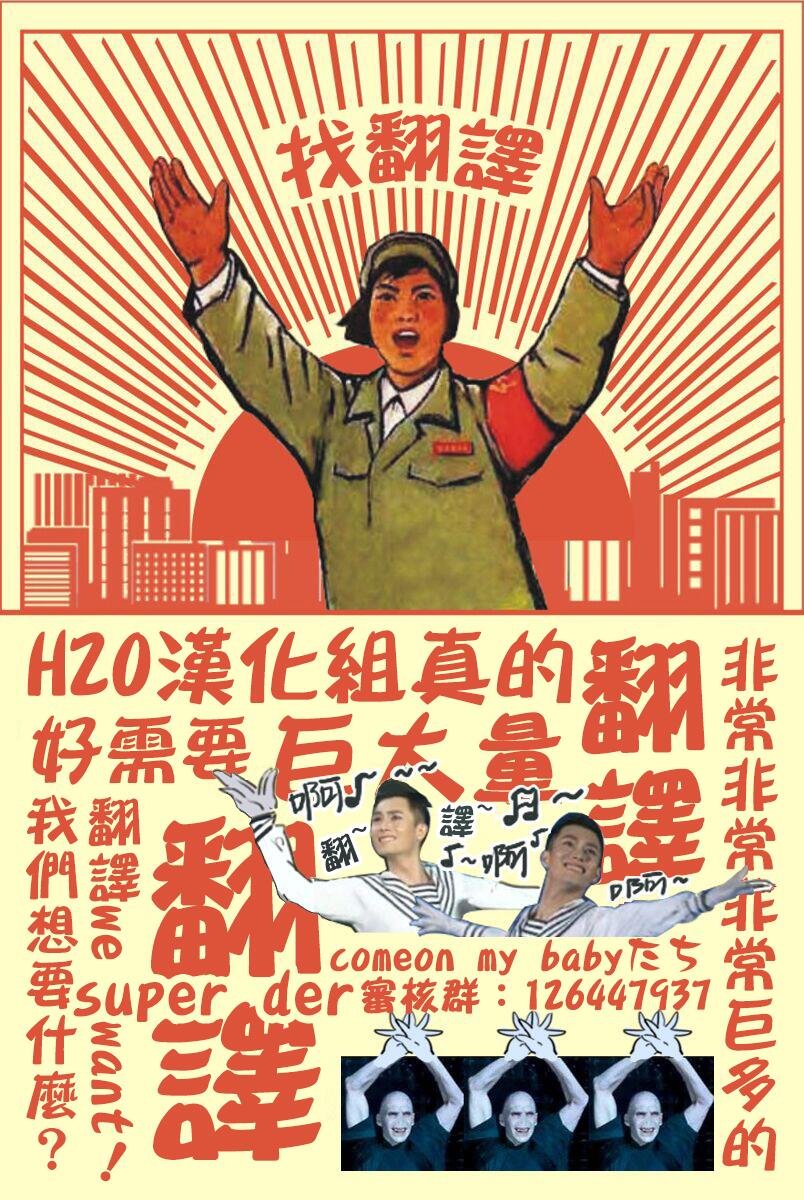 找翻譯
H2O漢化組真的
好需要巨大量
翻譯
非常非常非常巨多的
我們想要什麼？
翻譯we want！
翻譯
啊♪~~
翻~
譯~♬~
♪~啊♪
啊~
comeon my babyたち
super der審核群：126447937